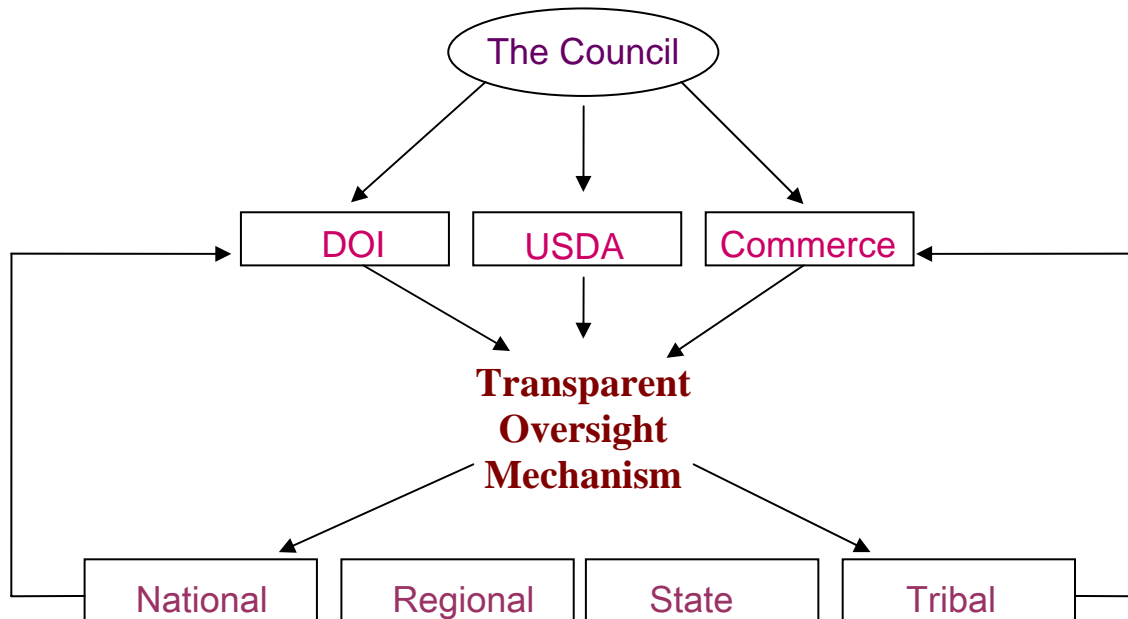 The Council
DOI USDA Commerce
Transparent
Oversight
Mechanism
National Regional State Tribal